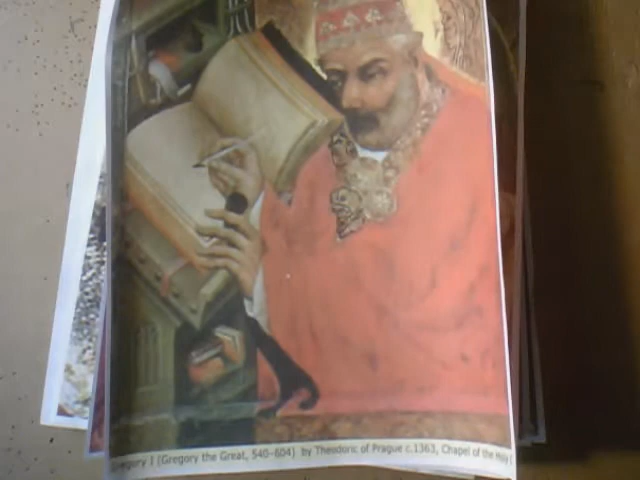 Gregory I (Gregory the Great, 540-604) by Theodoric of Prague c.1363, Chapel of the Holy